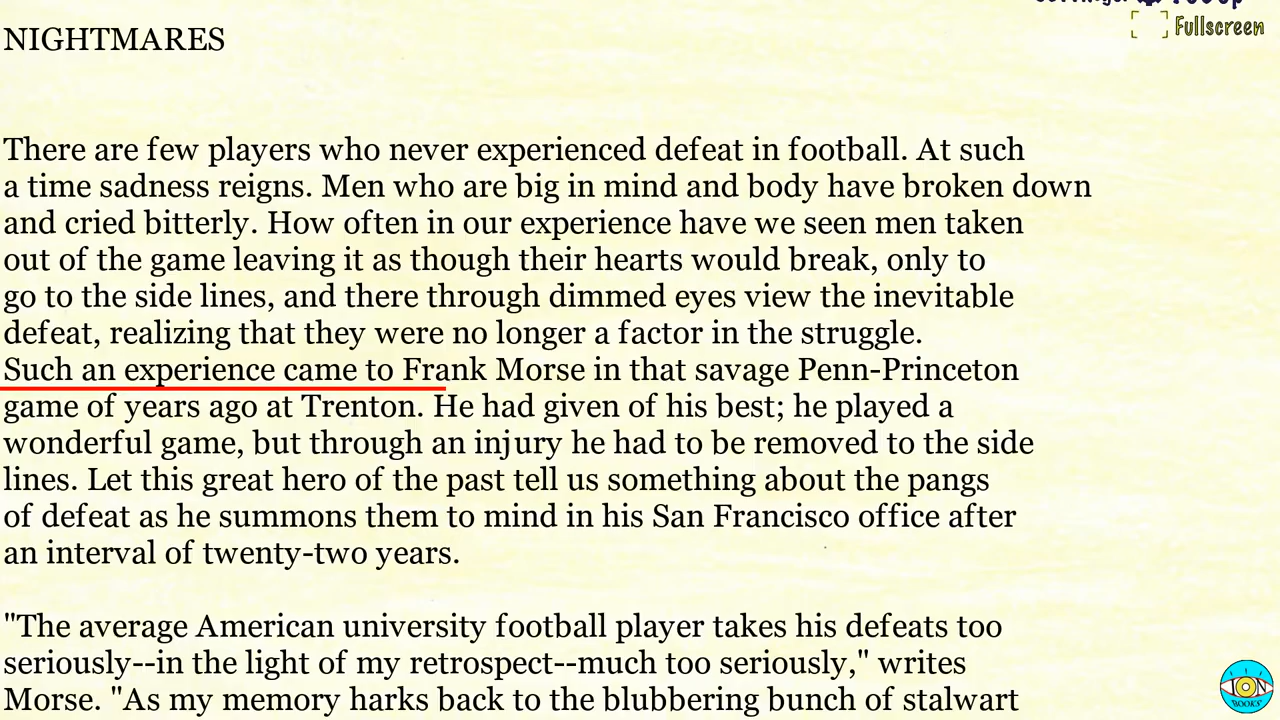 Fullscreen
NIGHTMARES
There are few players who never experienced defeat in football. At such
a time sadness reigns. Men who are big in mind and body have broken down
and cried bitterly. How often in our experience have we seen men taken
out of the game leaving it as though their hearts would break, only to
go to the side lines, and there through dimmed eyes view the inevitable
defeat, realizing that they were no longer a factor in the struggle.
Such an experience came to Frank Morse in that savage Penn-Princeton
game of years ago at Trenton. He had given of his best; he played a
wonderful game, but through an injury he had to be removed to the side
lines. Let this great hero of the past tell us something about the pangs
of defeat as he summons them to mind in his San Francisco office after
an interval of twenty-two years.
"The average American university football player takes his defeats too
seriously--in the light of my retrospect--much too seriously," writes
Morse. "As my memory harks back to the blubbering bunch of stalwart
ION
BOOKS